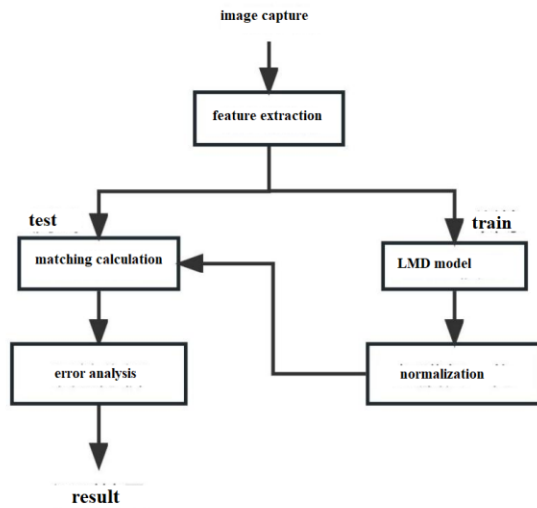 image capture
feature extraction
test
train
matching calculation
LMD model
error analysis
normalization
result